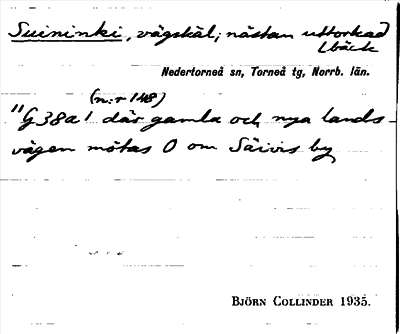 Suininki, vägskäl; nästan uttorkad
bäck
Nedertorneå sn, Torneå tg, Norrb. län.
(n:r 148)
"G38a! där gamla och nya lands-
vägen mötas O om Säivis by
BJÖRN COLLINDER 1935.